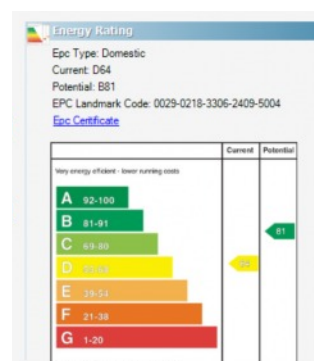 Energy Rating
Epc Type: Domestic
Current: D64
Potential: B81
EPC Landmark Code: 0029-0218-3306-2409-5004
Epc Certificate
Current Potential
Very energy efficient - lower running costs
A 92-100
B 81-91
81
C 69-80
D
E 39-54
F 21-38
G 1-20